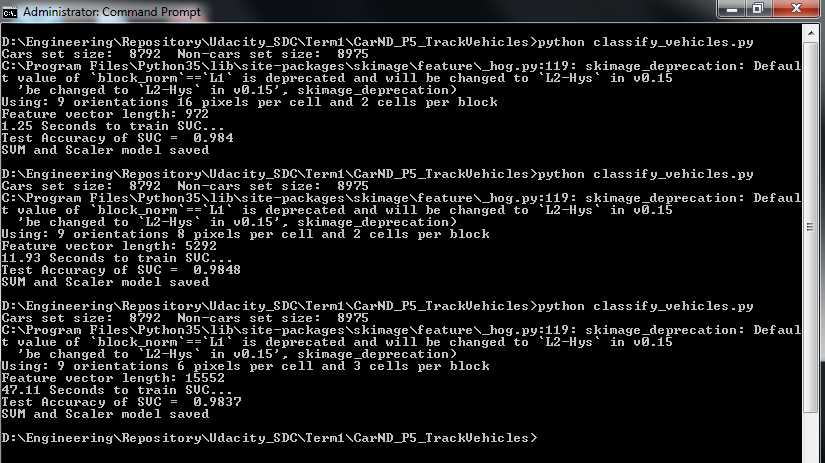 Administrator: Command Prompt
D:\Engineering\Repository\Udacity_SDC\Term1\CarND_P5_TrackVehicles>python classify_vehicles.py
Cars set size:  8792  Non-cars set size:  8975
C:\Program Files\Python35\lib\site-packages\skimage\feature\_hog.py:119: skimage_deprecation: Defaul
t value of `block_norm`==`L1` is deprecated and will be changed to `L2-Hys` in v0.15
  'be changed to `L2-Hys` in v0.15', skimage_deprecation)
Using: 9 orientations 16 pixels per cell and 2 cells per block
Feature vector length: 972
1.25 Seconds to train SVC...
Test Accuracy of SVC =  0.984
SVM and Scaler model saved
D:\Engineering\Repository\Udacity_SDC\Term1\CarND_P5_TrackVehicles>python classify_vehicles.py
Cars set size:  8792  Non-cars set size:  8975
C:\Program Files\Python35\lib\site-packages\skimage\feature\_hog.py:119: skimage_deprecation: Defaul
t value of `block_norm`==`L1` is deprecated and will be changed to `L2-Hys` in v0.15
  'be changed to `L2-Hys` in v0.15', skimage_deprecation)
Using: 9 orientations 8 pixels per cell and 2 cells per block
Feature vector length: 5292
11.93 Seconds to train SVC...
Test Accuracy of SVC =  0.9848
SVM and Scaler model saved
D:\Engineering\Repository\Udacity_SDC\Term1\CarND_P5_TrackVehicles>python classify_vehicles.py
Cars set size:  8792  Non-cars set size:  8975
C:\Program Files\Python35\lib\site-packages\skimage\feature\_hog.py:119: skimage_deprecation: Defaul
t value of `block_norm`==`L1` is deprecated and will be changed to `L2-Hys` in v0.15
  'be changed to `L2-Hys` in v0.15', skimage_deprecation)
Using: 9 orientations 6 pixels per cell and 3 cells per block
Feature vector length: 15552
47.11 Seconds to train SVC...
Test Accuracy of SVC =  0.9837
SVM and Scaler model saved
D:\Engineering\Repository\Udacity_SDC\Term1\CarND_P5_TrackVehicles>